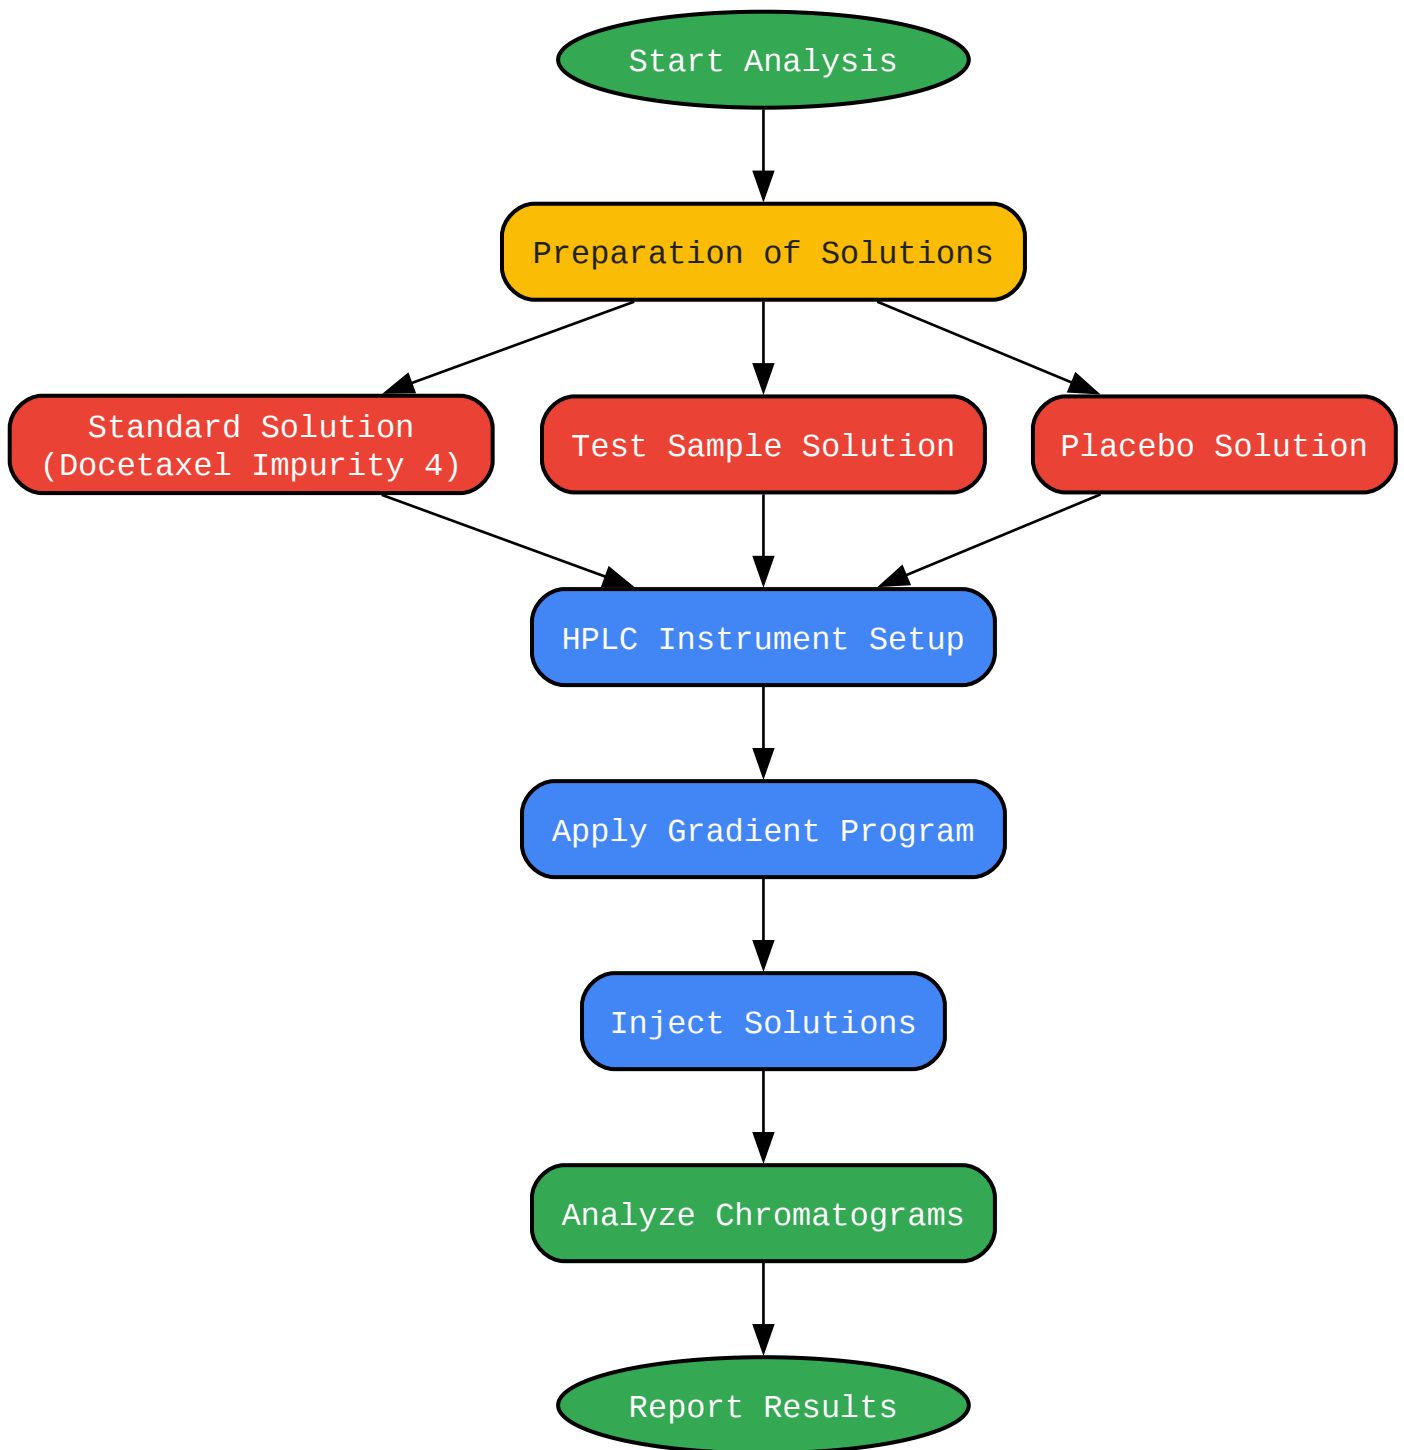 Start Analysis
Preparation of Solutions
Standard Solution
(Docetaxel Impurity 4)
Test Sample Solution
Placebo Solution
HPLC Instrument Setup
Apply Gradient Program
Inject Solutions
Analyze Chromatograms
Report Results